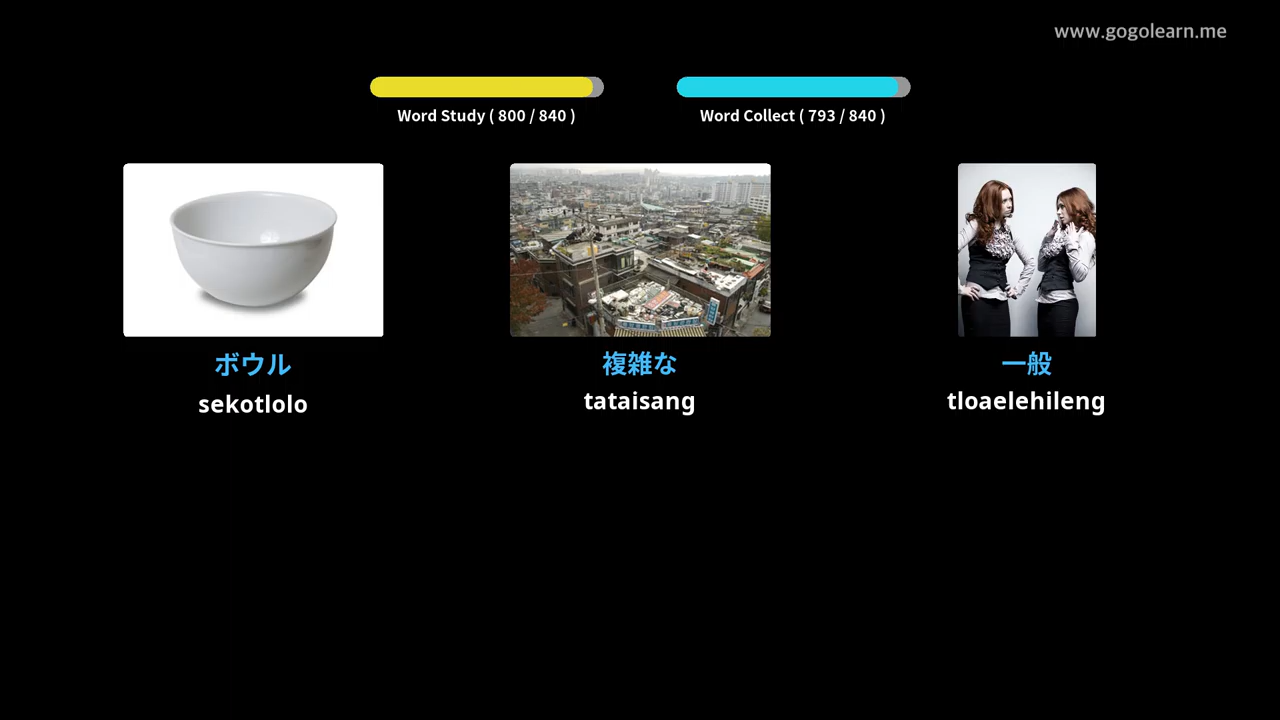 www.gogolearn.me
Word Study ( 800 / 840 )
Word Collect ( 793 / 840 )
ボウル
複雑な
一般
sekotlolo
tataisang
tloaelehileng